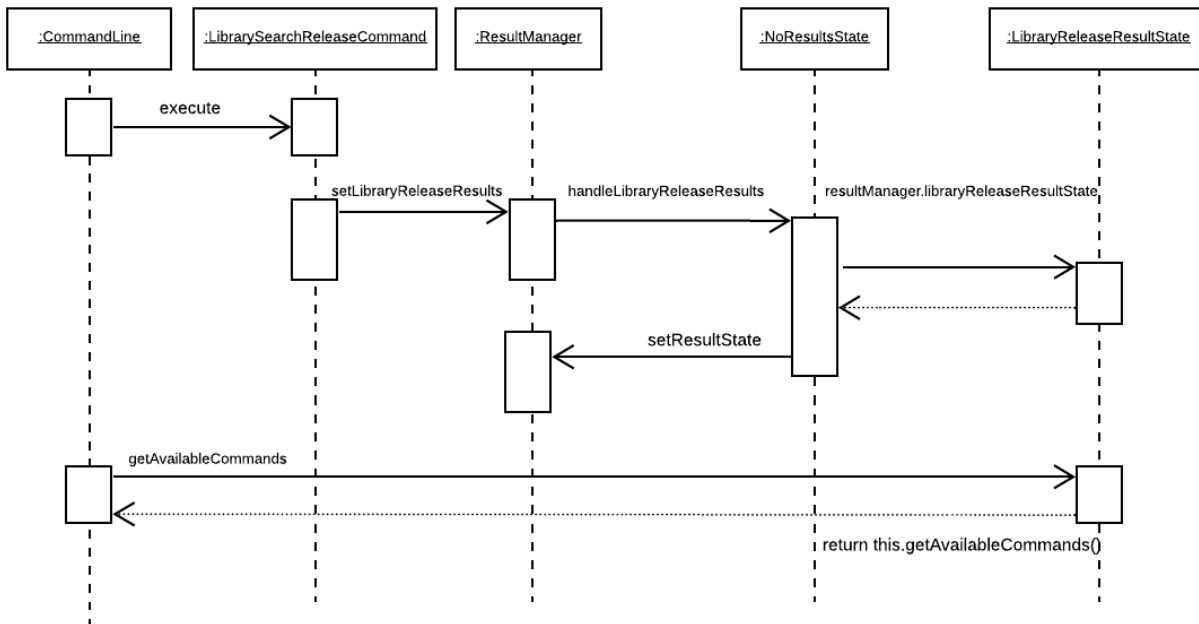 :CommandLine
:LibrarySearchReleaseCommand
:ResultManager
:NoResultsState
:LibraryReleaseResultState
execute
setLibraryReleaseResults
handleLibraryReleaseResults
resultManager.libraryReleaseResultState
setResultState
getAvailableCommands
return this.getAvailableCommands()